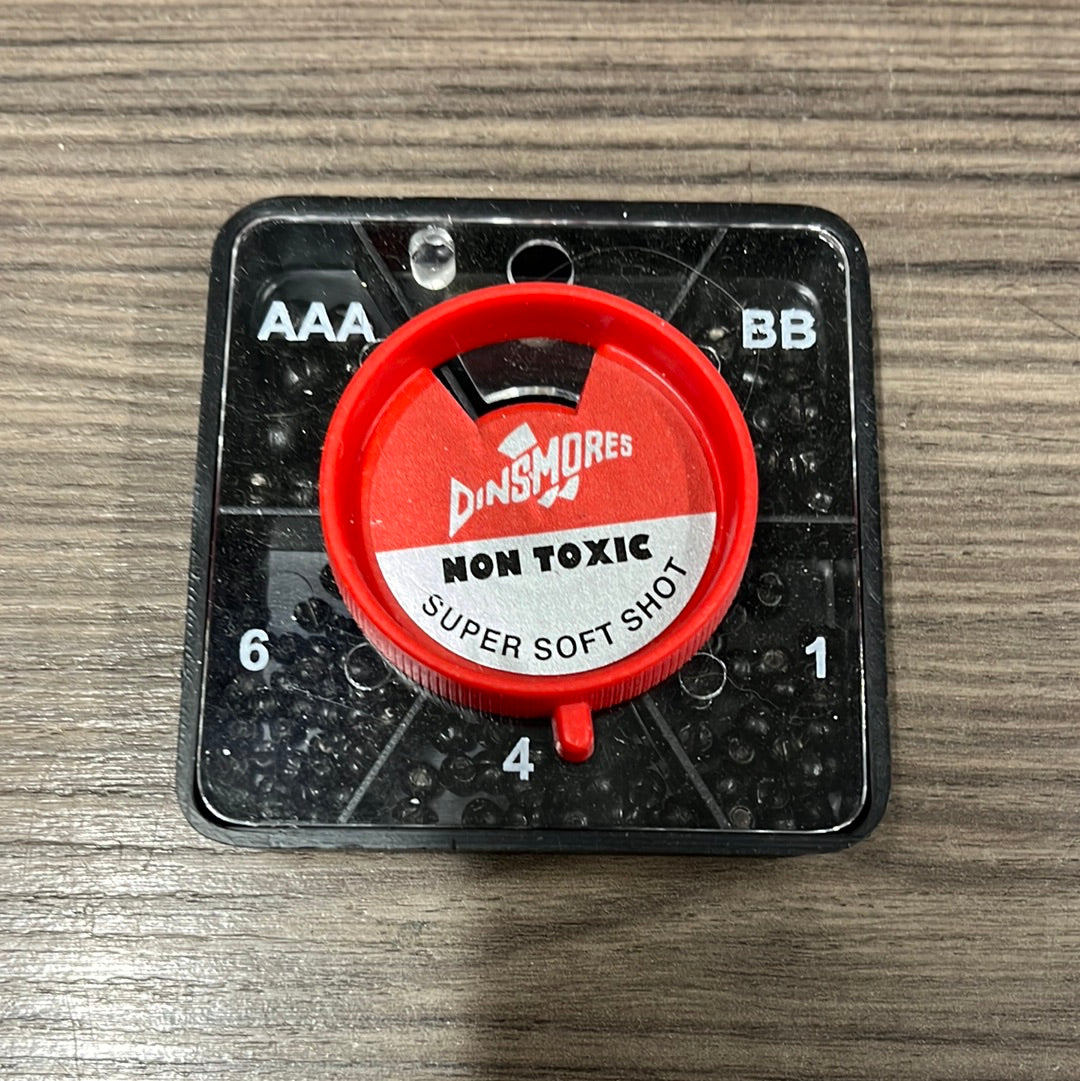 AAA
BB
DINSMORES
NON TOXIC
SUPER SOFT SHOT
6
1
4